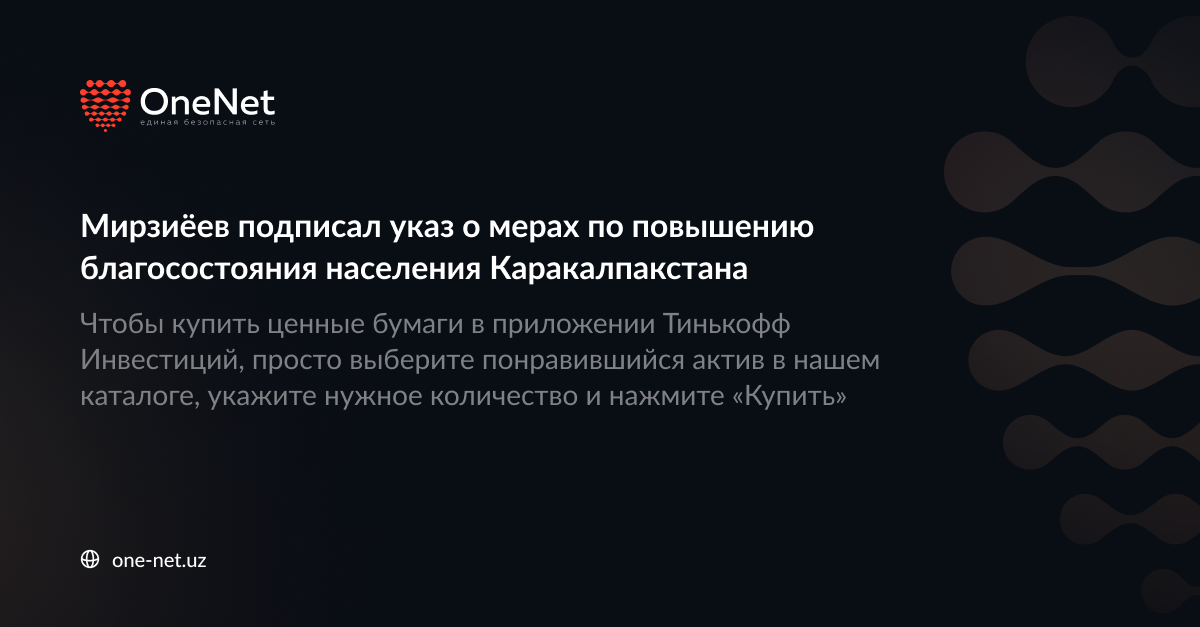 OneNet
единая безопасная сеть
Мирзиёев подписал указ о мерах по повышению
благосостояния населения Каракалпакстана
Чтобы купить ценные бумаги в приложении Тинькофф
Инвестиций, просто выберите понравившийся актив в нашем
каталоге, укажите нужное количество и нажмите «Купить»
one-net.uz